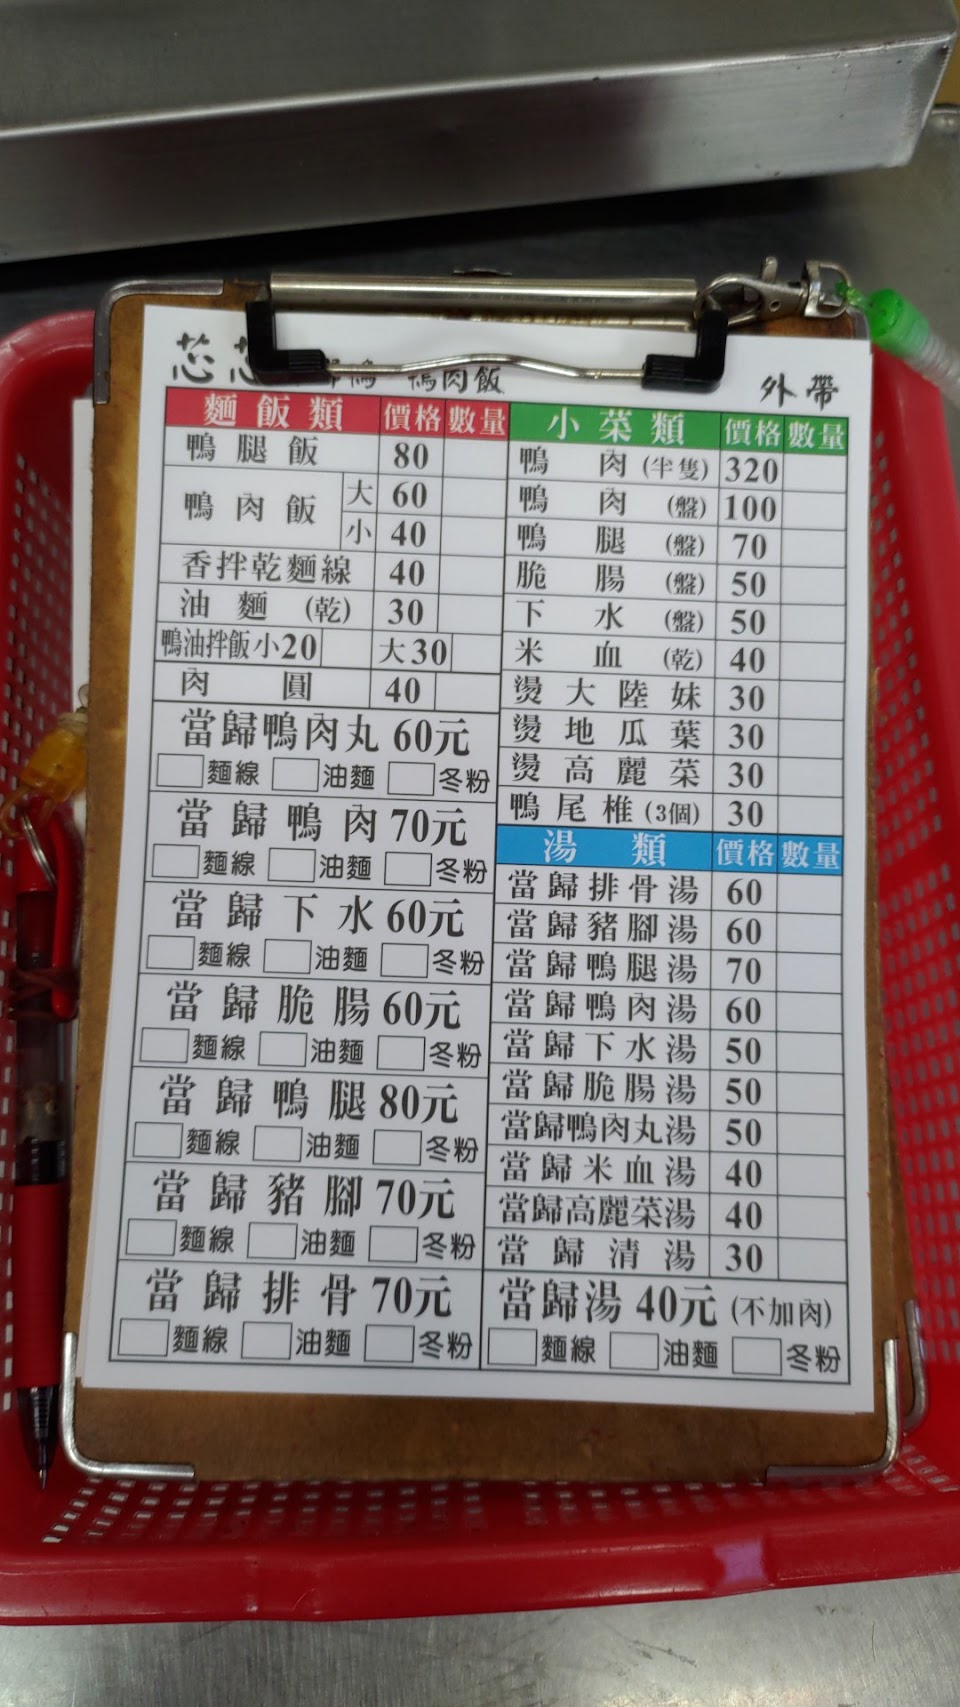 芯
鴨肉飯
外帶
麵飯類 價格 數量
鴨腿飯 80
鴨肉飯 大 60
小 40
香拌乾麵線 40
油麵 (乾) 30
鴨油拌飯 小20 大30
肉圓 40
當歸鴨肉丸 60元
麵線 油麵 冬粉
當歸鴨肉 70元
麵線 油麵 冬粉
當歸下水 60元
麵線 油麵 冬粉
當歸脆腸 60元
麵線 油麵 冬粉
當歸鴨腿 80元
麵線 油麵 冬粉
當歸豬腳 70元
麵線 油麵 冬粉
當歸排骨 70元
麵線 油麵 冬粉
小菜類 價格 數量
鴨肉 (半隻) 320
鴨肉 (盤) 100
鴨腿 (盤) 70
脆腸 (盤) 50
下水 (盤) 50
米血 (乾) 40
燙大陸妹 30
燙地瓜葉 30
燙高麗菜 30
鴨尾椎 (3個) 30
湯類 價格 數量
當歸排骨湯 60
當歸豬腳湯 60
當歸鴨腿湯 70
當歸鴨肉湯 60
當歸下水湯 50
當歸脆腸湯 50
當歸鴨肉丸湯 50
當歸米血湯 40
當歸高麗菜湯 40
當歸清湯 30
當歸湯 40元 (不加肉)
麵線 油麵 冬粉